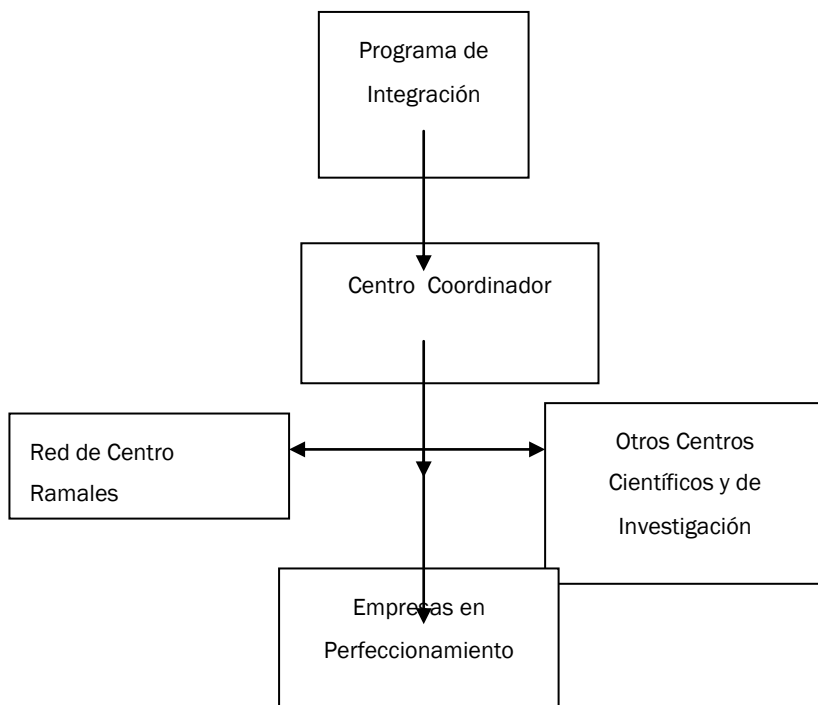 Programa de
Integración
Centro Coordinador
Red de Centro
Ramales
Otros Centros
Científicos y de
Investigación
Empresas en
Perfeccionamiento